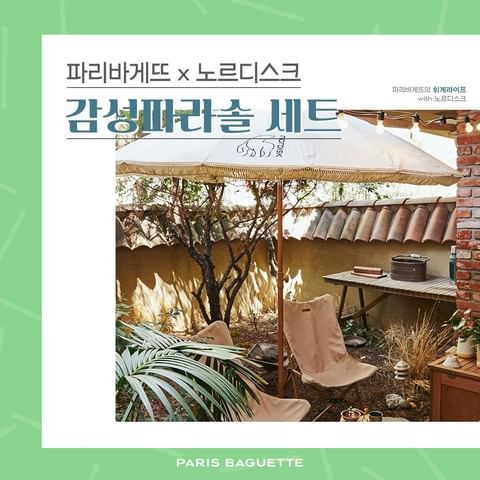 파리바게뜨 x 노르디스크
감성파라솔 세트
파리바게뜨의 휘게라이프
with 노르디스크
PARIS BAGUETTE